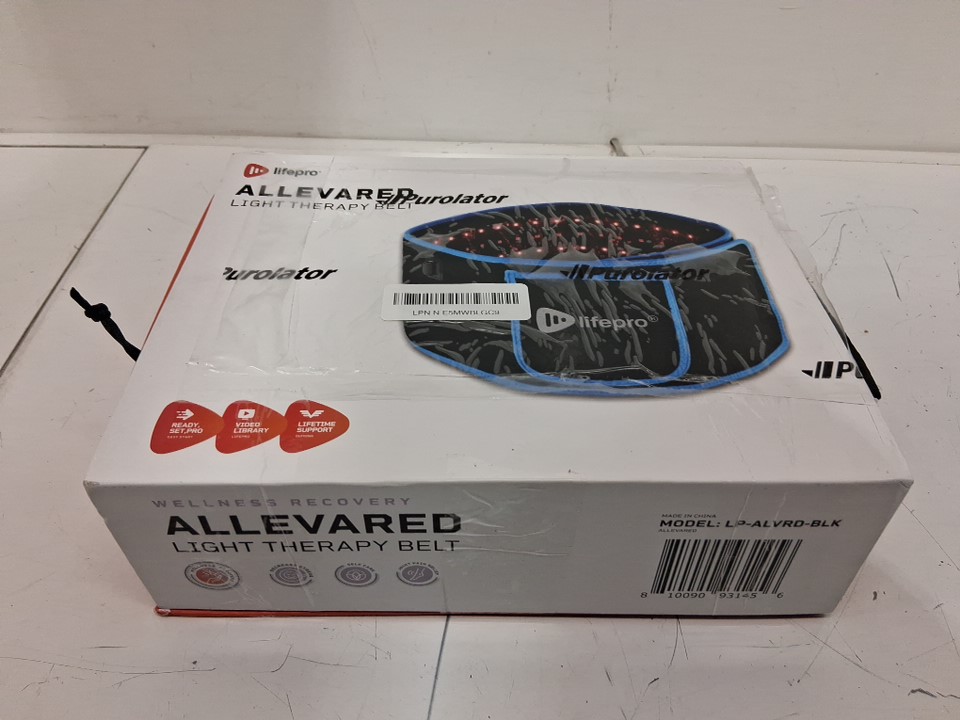 lifepro
ALLEVARED
LIGHT THERAPY BELT
Purolator
Purolator
Purolator
lifepro
READY,
SET,PRO
VIDEO
LIBRARY
LIFETIME
SUPPORT
WELLNESS RECOVERY
ALLEVARED
LIGHT THERAPY BELT
MADE IN CHINA
MODEL: LP-ALVRD-BLK
ALLEVARED
8 10090 93145 6